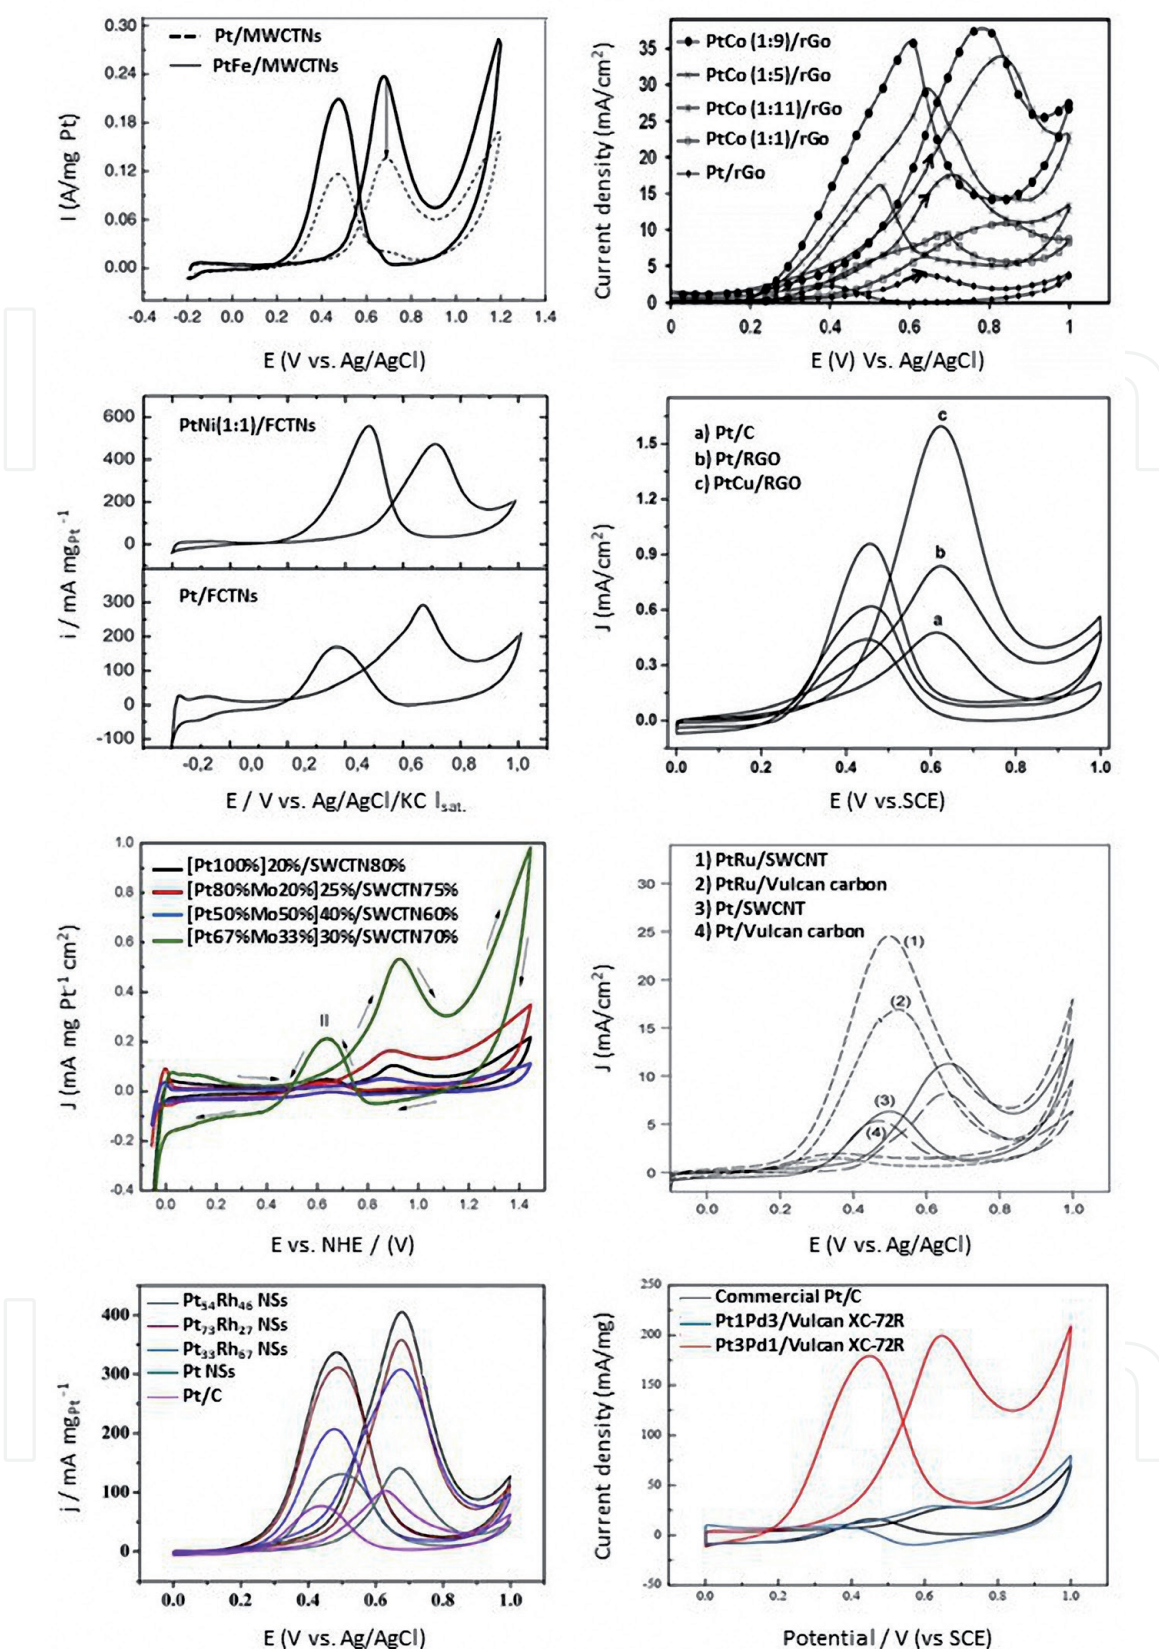 0.30
0.24
0.18
0.12
0.06
0.00
I (A/mg Pt)
Pt/MWCTNs
PtFe/MWCTNs
-0.4 -0.2 0.0 0.2 0.4 0.6 0.8 1.0 1.2 1.4
E (V vs. Ag/AgCl)
35
30
25
20
15
10
5
0
Current density (mA/cm²)
PtCo (1:9)/rGo
PtCo (1:5)/rGo
PtCo (1:11)/rGo
PtCo (1:1)/rGo
Pt/rGo
0 0.2 0.4 0.6 0.8 1
E (V) Vs. Ag/AgCl)
600
400
200
0
PtNi(1:1)/FCTNs
300
200
100
0
-100
Pt/FCTNs
i / mA mgPt⁻¹
-0,2 0,0 0,2 0,4 0,6 0,8 1,0
E / V vs. Ag/AgCl/KC lsat.
1.5
1.2
0.9
0.6
0.3
0.0
J (mA/cm²)
a) Pt/C
b) Pt/RGO
c) PtCu/RGO
c
b
a
0.0 0.2 0.4 0.6 0.8 1.0
E (V vs.SCE)
1.0
0.8
0.6
0.4
0.2
0.0
-0.2
-0.4
J (mA mg Pt⁻¹ cm²)
[Pt100%]20%/SWCTN80%
[Pt80%Mo20%]25%/SWCTN75%
[Pt50%Mo50%]40%/SWCTN60%
[Pt67%Mo33%]30%/SWCTN70%
II
0.0 0.2 0.4 0.6 0.8 1.0 1.2 1.4
E vs. NHE / (V)
30
25
20
15
10
5
0
J (mA/cm²)
1) PtRu/SWCNT
2) PtRu/Vulcan carbon
3) Pt/SWCNT
4) Pt/Vulcan carbon
(1)
(2)
(3)
(4)
0.0 0.2 0.4 0.6 0.8 1.0
E (V vs. Ag/AgCl)
400
300
200
100
0
j / mA mgPt⁻¹
Pt₅₄Rh₄₆ NSs
Pt₇₃Rh₂₇ NSs
Pt₃₃Rh₆₇ NSs
Pt NSs
Pt/C
0.0 0.2 0.4 0.6 0.8 1.0
E (V vs. Ag/AgCl)
250
200
150
100
50
0
-50
Current density (mA/mg)
Commercial Pt/C
Pt1Pd3/Vulcan XC-72R
Pt3Pd1/Vulcan XC-72R
0.0 0.2 0.4 0.6 0.8 1.0
Potential / V (vs SCE)